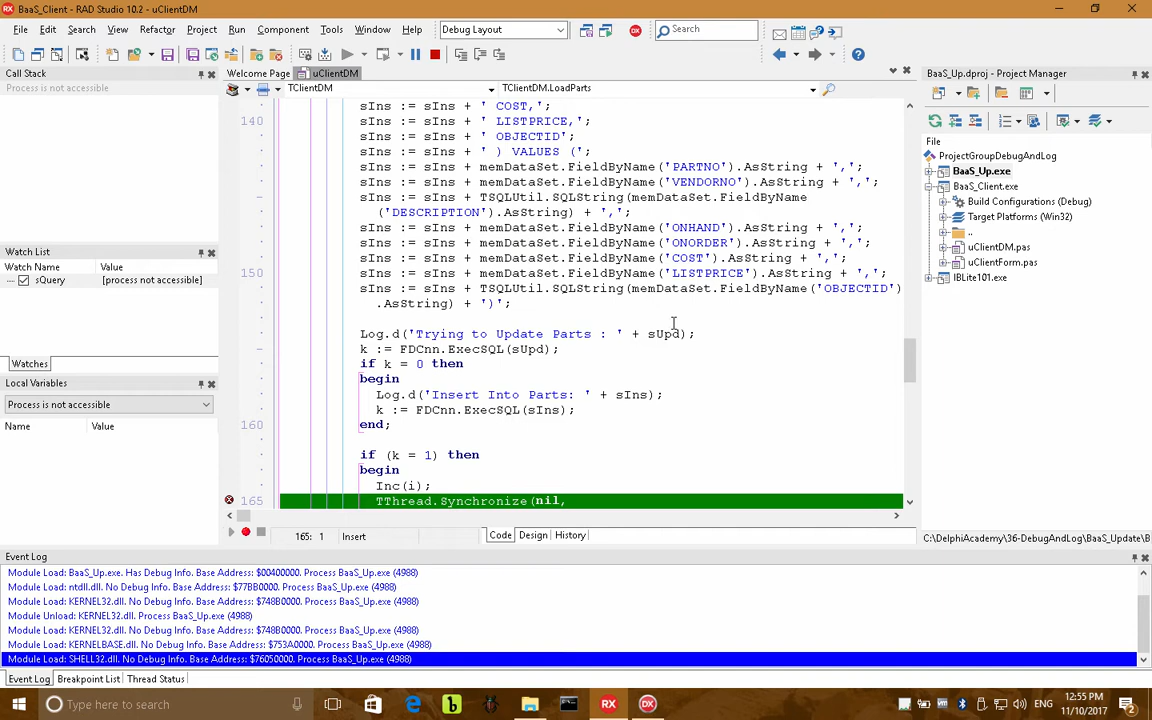 BaaS_Client - RAD Studio 10.2 - uClientDM
File Edit Search View Refactor Project Run Component Tools Window Help
Debug Layout
Search
Call Stack
Process is not accessible
Welcome Page
uClientDM
TClientDM
TClientDM.LoadParts
sIns := sIns + ' COST,';
140 sIns := sIns + ' LISTPRICE,';
sIns := sIns + ' OBJECTID';
sIns := sIns + ' ) VALUES (';
sIns := sIns + memDataSet.FieldByName('PARTNO').AsString + ',';
sIns := sIns + memDataSet.FieldByName('VENDORNO').AsString + ',';
sIns := sIns + TSQLUtil.SQLString(memDataSet.FieldByName
('DESCRIPTION').AsString) + ',';
sIns := sIns + memDataSet.FieldByName('ONHAND').AsString + ',';
sIns := sIns + memDataSet.FieldByName('ONORDER').AsString + ',';
sIns := sIns + memDataSet.FieldByName('COST').AsString + ',';
150 sIns := sIns + memDataSet.FieldByName('LISTPRICE').AsString + ',';
sIns := sIns + TSQLUtil.SQLString(memDataSet.FieldByName('OBJECTID')
.AsString) + ')';
Log.d('Trying to Update Parts : ' + sUpd);
k := FDCnn.ExecSQL(sUpd);
if k = 0 then
begin
Log.d('Insert Into Parts: ' + sIns);
k := FDCnn.ExecSQL(sIns);
160 end;
if (k = 1) then
begin
Inc(i);
165 TThread.Synchronize(nil,
165: 1 Insert
Code Design History
Watch List
Watch Name Value
sQuery [process not accessible]
Watches
Local Variables
Process is not accessible
Name Value
BaaS_Up.dproj - Project Manager
File
ProjectGroupDebugAndLog
BaaS_Up.exe
BaaS_Client.exe
Build Configurations (Debug)
Target Platforms (Win32)
..
uClientDM.pas
uClientForm.pas
IBLite101.exe
C:\DelphiAcademy\36-DebugAndLog\BaaS_Update\B
Event Log
Module Load: BaaS_Up.exe. Has Debug Info. Base Address: $00400000. Process BaaS_Up.exe (4988)
Module Load: ntdll.dll. No Debug Info. Base Address: $77BB0000. Process BaaS_Up.exe (4988)
Module Load: KERNEL32.dll. No Debug Info. Base Address: $748B0000. Process BaaS_Up.exe (4988)
Module Unload: KERNEL32.dll. Process BaaS_Up.exe (4988)
Module Load: KERNEL32.dll. No Debug Info. Base Address: $748B0000. Process BaaS_Up.exe (4988)
Module Load: KERNELBASE.dll. No Debug Info. Base Address: $753A0000. Process BaaS_Up.exe (4988)
Module Load: SHELL32.dll. No Debug Info. Base Address: $76050000. Process BaaS_Up.exe (4988)
Event Log Breakpoint List Thread Status
Type here to search
ENG
12:55 PM
11/10/2017
2